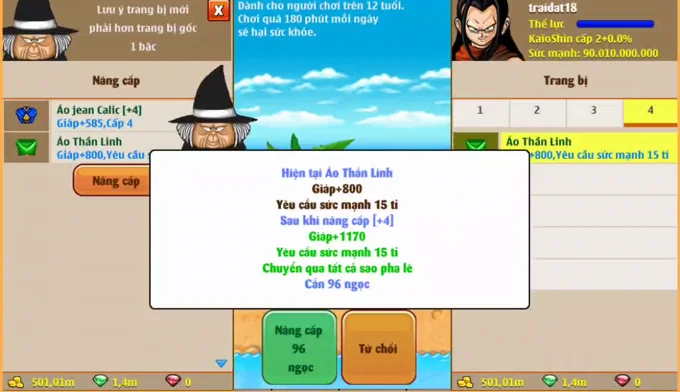 Lưu ý trang bị mới
phải hơn trang bị gốc
1 bậc
X
Nâng cấp
Áo jean Calic [+4]
Giáp+585,Cấp 4
Áo Thần Linh
Giáp+800,Yêu cầu sức
Nâng cấp
Dành cho người chơi trên 12 tuổi.
Chơi quá 180 phút mỗi ngày
sẽ hại sức khỏe.
traidat18
Thể lực
KaioShin cấp 2+0.0%
Sức mạnh: 90.010.000.000
Trang bị
1 2 3 4
Áo Thần Linh
+800,Yêu cầu sức mạnh 15 tỉ
Hiện tại Áo Thần Linh
Giáp+800
Yêu cầu sức mạnh 15 tỉ
Sau khi nâng cấp [+4]
Giáp+1170
Yêu cầu sức mạnh 15 tỉ
Chuyển qua tất cả sao pha lê
Cần 96 ngọc
Nâng cấp
96
ngọc
Từ chối
501,01m 1,4m 0
501,01m 1,4m 0